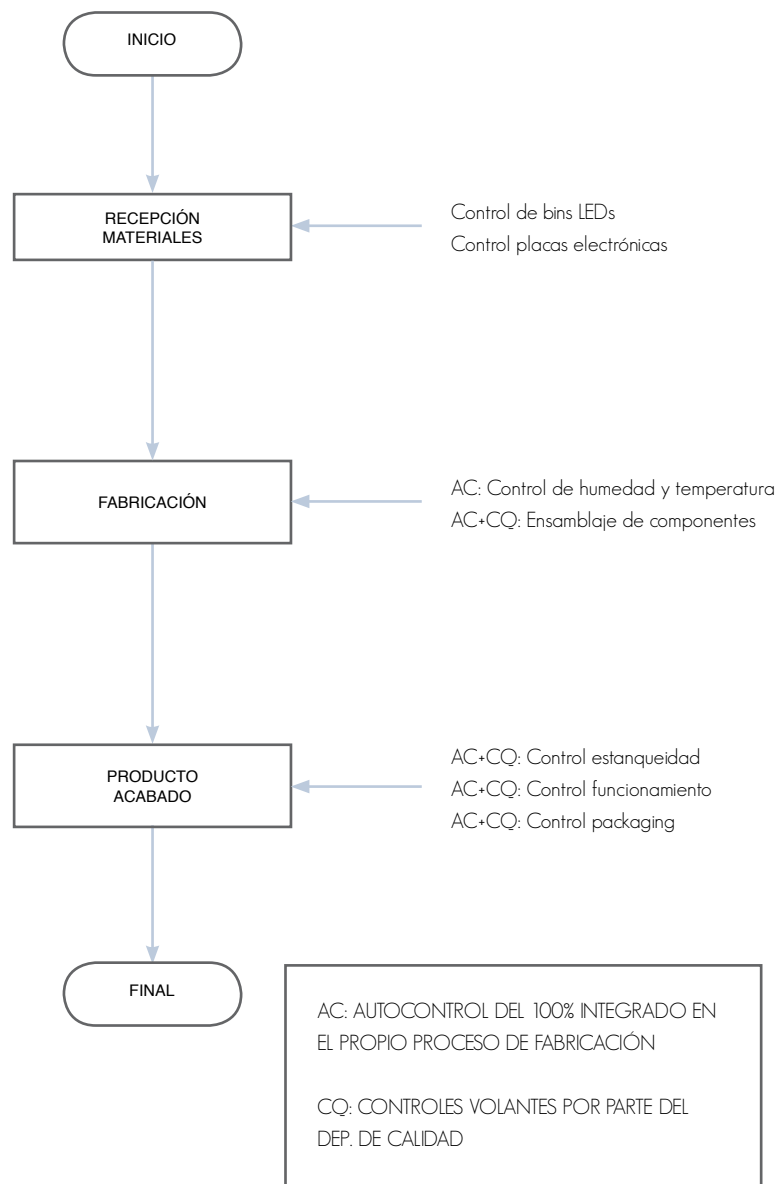 INICIO
RECEPCIÓN
MATERIALES
Control de bins LEDs
Control placas electrónicas
FABRICACIÓN
AC: Control de humedad y temperatura
AC+CQ: Ensamblaje de componentes
PRODUCTO
ACABADO
AC+CQ: Control estanqueidad
AC+CQ: Control funcionamiento
AC+CQ: Control packaging
FINAL
AC: AUTOCONTROL DEL 100% INTEGRADO EN
EL PROPIO PROCESO DE FABRICACIÓN
CQ: CONTROLES VOLANTES POR PARTE DEL
DEP. DE CALIDAD